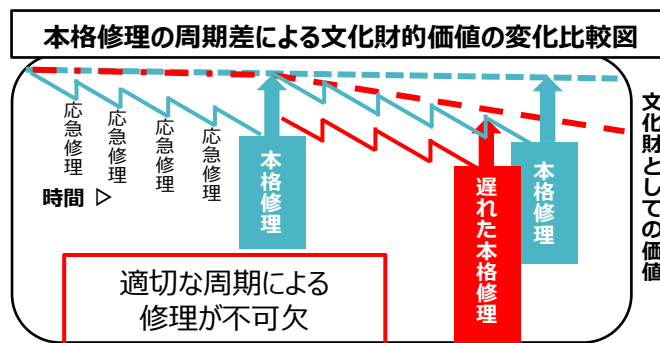 本格修理の周期差による文化財的価値の変化比較図
応急修理
応急修理
応急修理
応急修理
時間 ▷
本格修理
遅れた本格修理
本格修理
文化財としての価値
適切な周期による
修理が不可欠